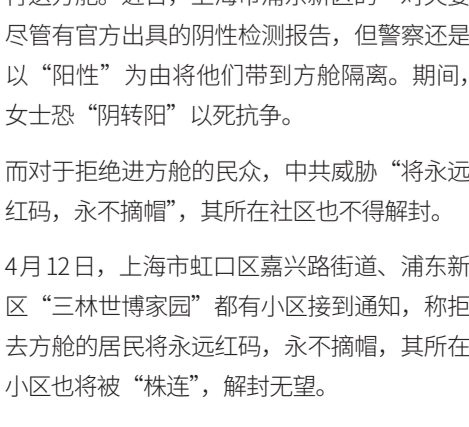 尽管有官方出具的阴性检测报告，但警察还是
以“阳性”为由将他们带到方舱隔离。期间，
女士恐“阴转阳”以死抗争。
而对于拒绝进方舱的民众，中共威胁“将永远
红码，永不摘帽”，其所在社区也不得解封。
4月12日，上海市虹口区嘉兴路街道、浦东新
区“三林世博家园”都有小区接到通知，称拒
去方舱的居民将永远红码，永不摘帽，其所在
小区也将被“株连”，解封无望。